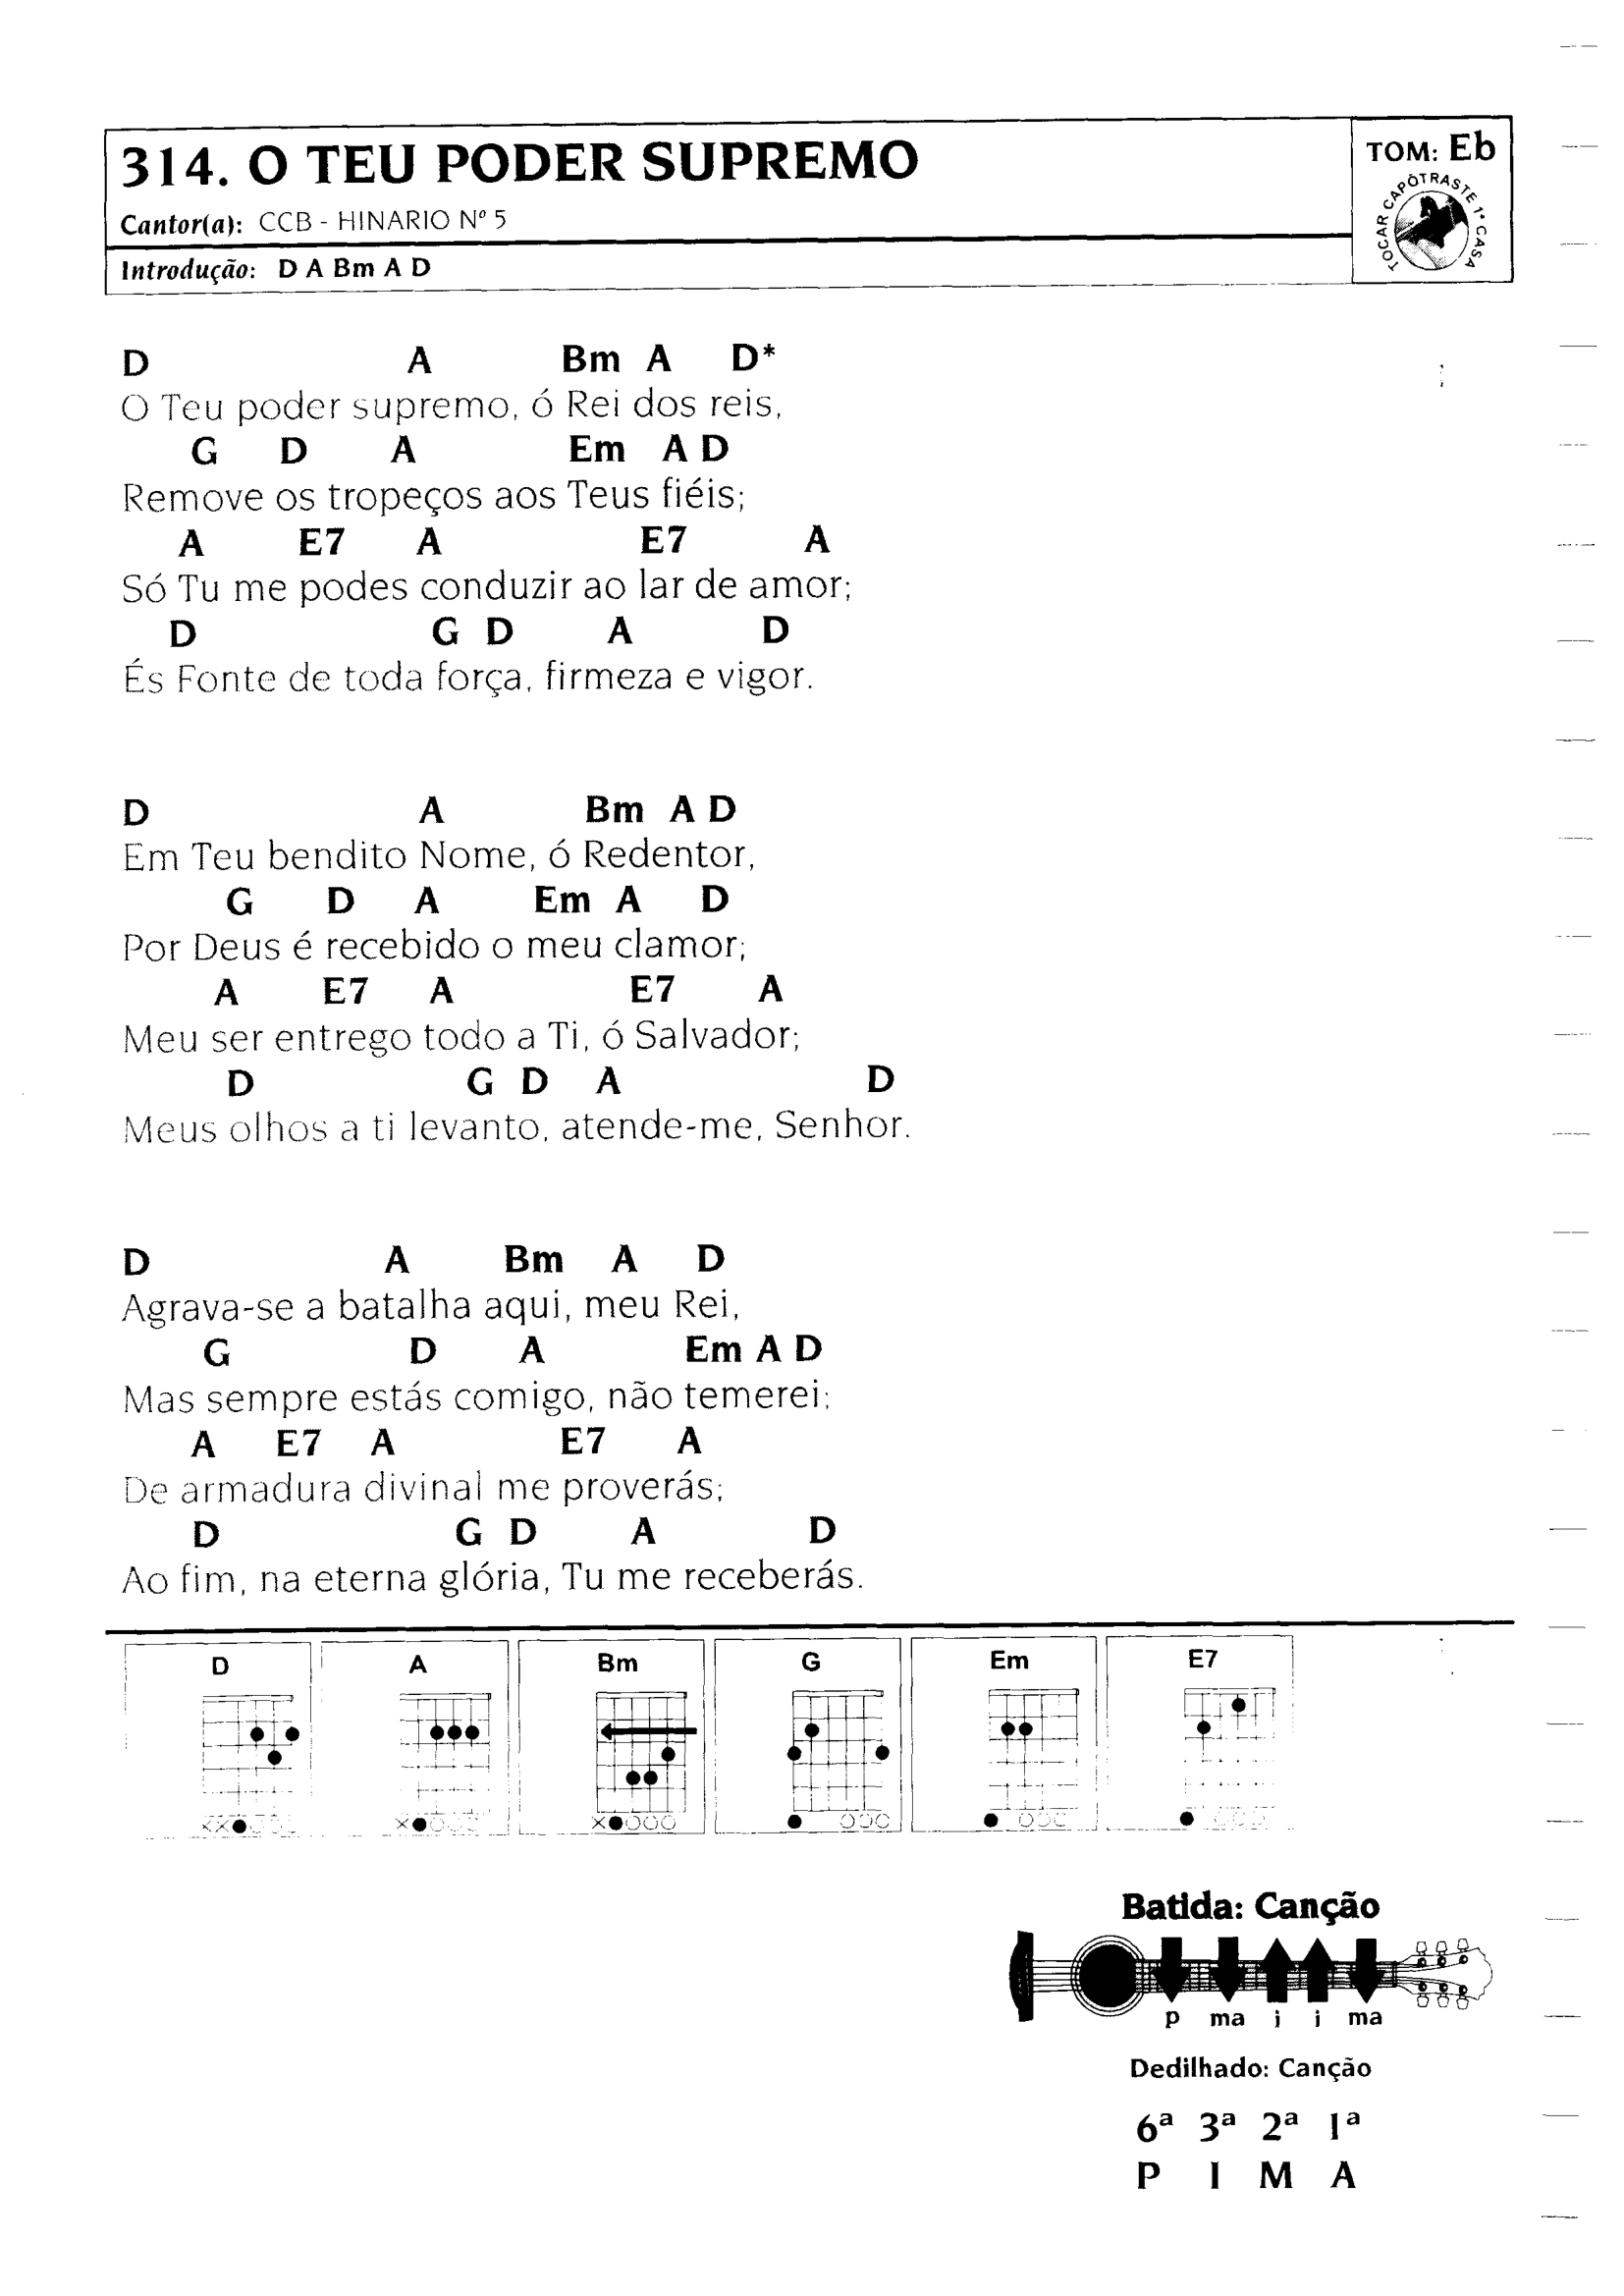 314. O TEU PODER SUPREMO
Cantor(a): CCB - HINARIO Nº 5
Introdução: D A Bm A D
TOM: Eb
TOCAR CAPÔTRASTE 1ª CASA
D A Bm A D*
O Teu poder supremo, ó Rei dos reis,
G D A Em A D
Remove os tropeços aos Teus fiéis;
A E7 A E7 A
Só Tu me podes conduzir ao lar de amor;
D G D A D
És Fonte de toda força, firmeza e vigor.
D A Bm A D
Em Teu bendito Nome, ó Redentor,
G D A Em A D
Por Deus é recebido o meu clamor;
A E7 A E7 A
Meu ser entrego todo a Ti, ó Salvador;
D G D A D
Meus olhos a ti levanto, atende-me, Senhor.
D A Bm A D
Agrava-se a batalha aqui, meu Rei,
G D A Em A D
Mas sempre estás comigo, não temerei;
A E7 A E7 A
De armadura divinal me proverás;
D G D A D
Ao fim, na eterna glória, Tu me receberás.
D A Bm G Em E7
Batida: Canção
p ma i i ma
Dedilhado: Canção
6ª 3ª 2ª 1ª
P I M A